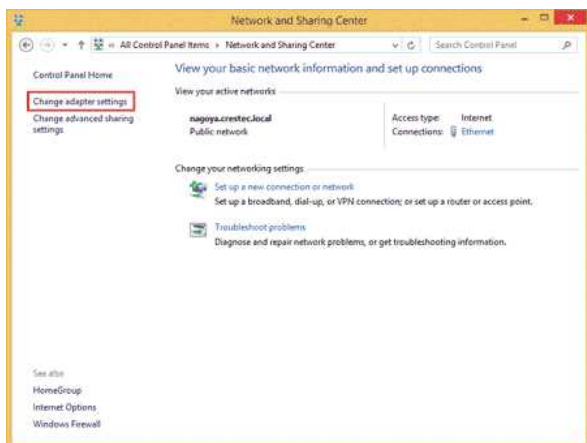 Network and Sharing Center
« All Control Panel Items › Network and Sharing Center
Search Control Panel
Control Panel Home
Change adapter settings
Change advanced sharing
settings
View your basic network information and set up connections
View your active networks
nagoya.crestec.local
Public network
Access type: Internet
Connections: Ethernet
Change your networking settings
Set up a new connection or network
Set up a broadband, dial-up, or VPN connection; or set up a router or access point.
Troubleshoot problems
Diagnose and repair network problems, or get troubleshooting information.
See also
HomeGroup
Internet Options
Windows Firewall